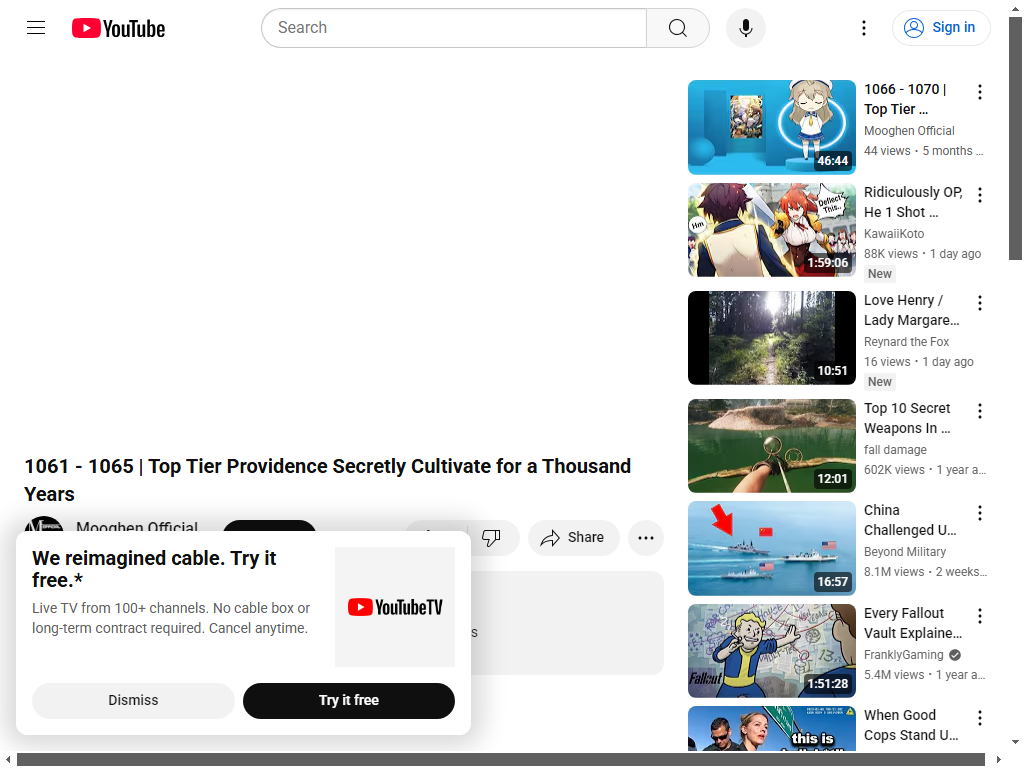 YouTube
Search
Sign in
1061 - 1065 | Top Tier Providence Secretly Cultivate for a Thousand
Years
Mooghen Official
Share
We reimagined cable. Try it
free.*
Live TV from 100+ channels. No cable box or
long-term contract required. Cancel anytime.
YouTubeTV
Dismiss
Try it free
s
46:44
1066 - 1070 |
Top Tier …
Mooghen Official
44 views • 5 months …
Hm
Deflect
This..
1:59:06
Ridiculously OP,
He 1 Shot …
KawaiiKoto
88K views • 1 day ago
New
10:51
Love Henry /
Lady Margare…
Reynard the Fox
16 views • 1 day ago
New
12:01
Top 10 Secret
Weapons In …
fall damage
602K views • 1 year a…
16:57
China
Challenged U…
Beyond Military
8.1M views • 2 weeks…
Fallout
1:51:28
Every Fallout
Vault Explaine…
FranklyGaming
5.4M views • 1 year a…
this is
When Good
Cops Stand U…